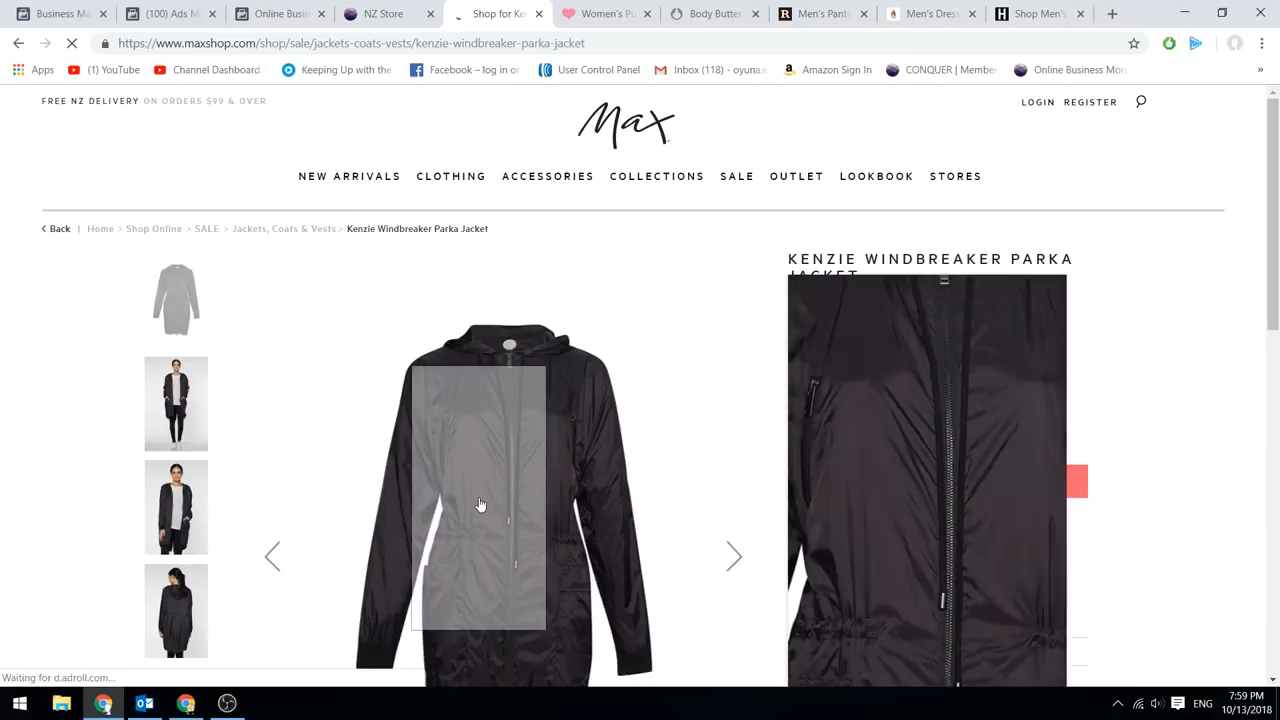 Online Busin
(100) Ads M
Online Busin
NZ Store
Shop for Ke
Women's Pu
Body Butter
Men's Pants
Men's Dress
Shop Men's
https://www.maxshop.com/shop/sale/jackets-coats-vests/kenzie-windbreaker-parka-jacket
Apps
(1) YouTube
Channel Dashboard
Keeping Up with the
Facebook – log in or
User Control Panel
Inbox (118) - oyuna.e
Amazon Sign In
CONQUER | Membe
Online Business Mon
»
FREE NZ DELIVERY ON ORDERS $99 & OVER
LOGIN REGISTER
Max
NEW ARRIVALS CLOTHING ACCESSORIES COLLECTIONS SALE OUTLET LOOKBOOK STORES
Back | Home > Shop Online > SALE > Jackets, Coats & Vests > Kenzie Windbreaker Parka Jacket
KENZIE WINDBREAKER PARKA
JACKET
Waiting for d.adroll.com...
ENG
7:59 PM
10/13/2018